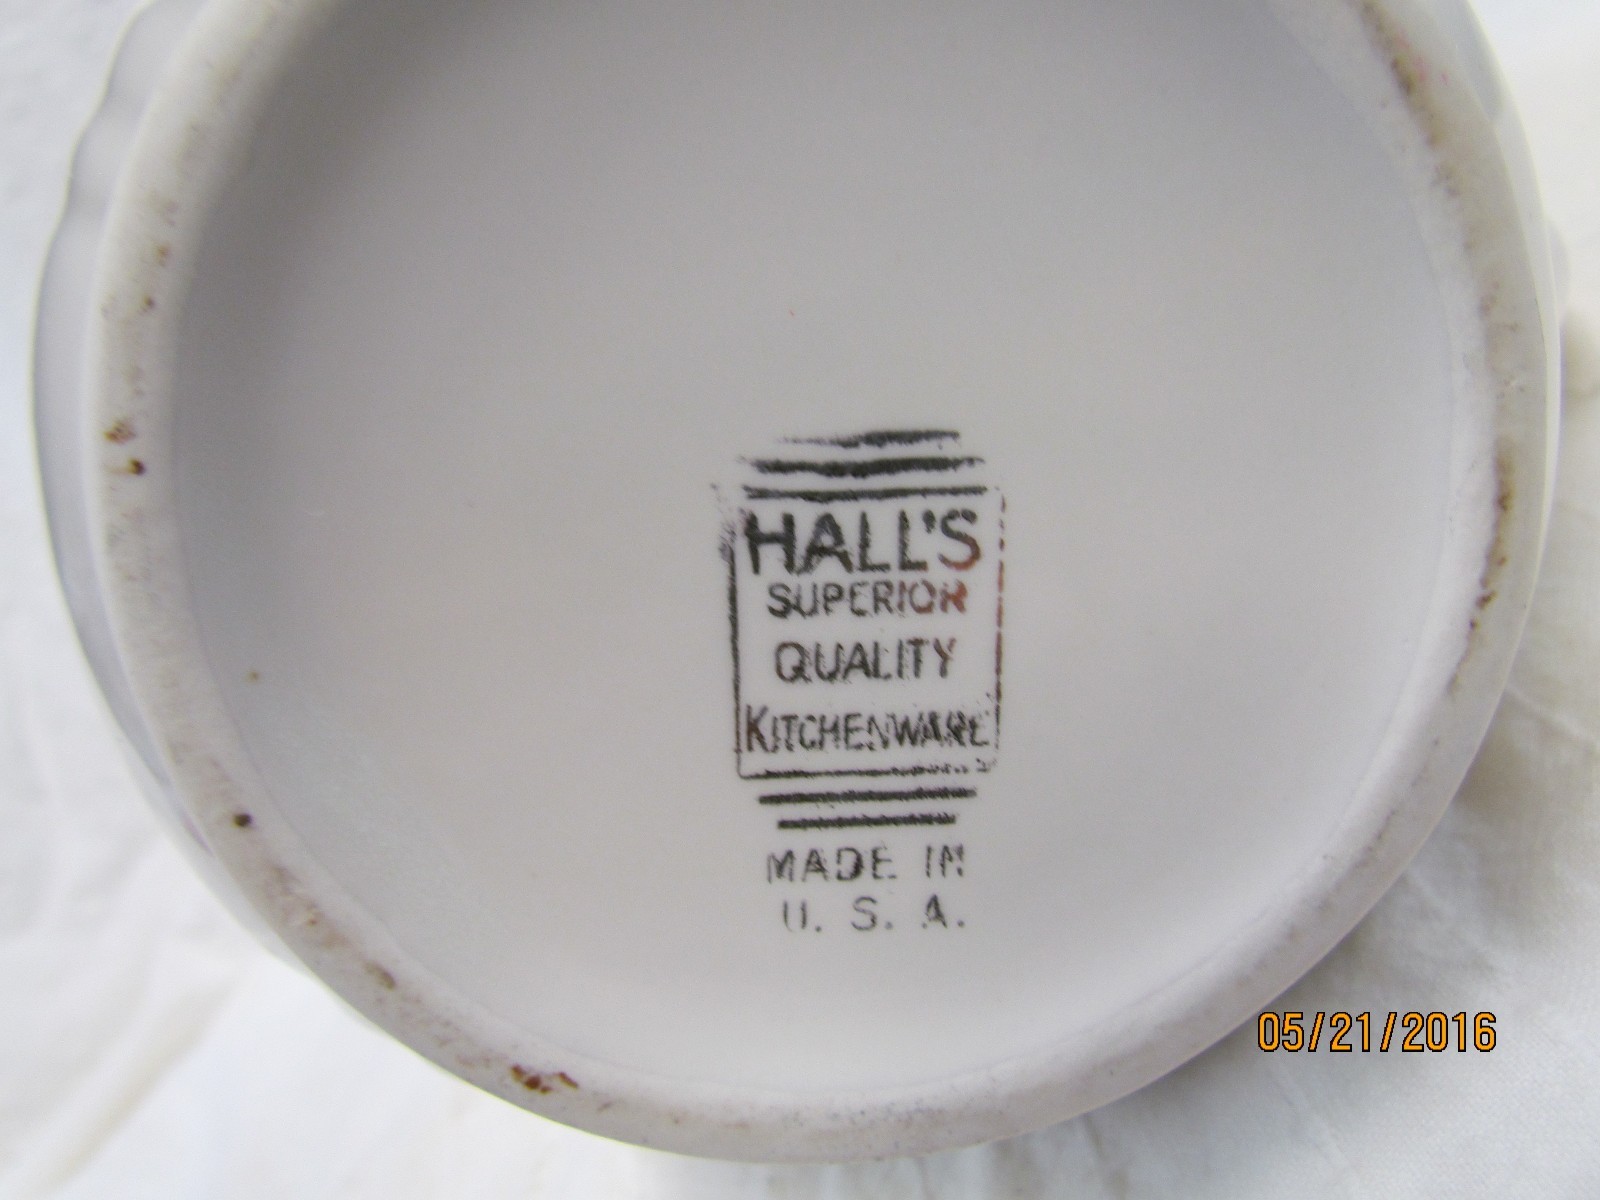 HALL'S
SUPERIOR
QUALITY
KITCHENWARE
MADE IN
U. S. A.
05/21/2016